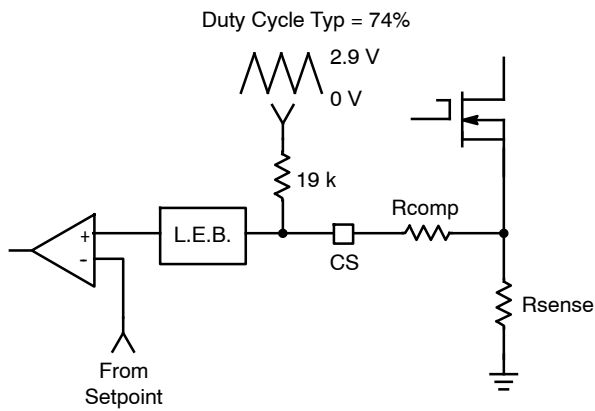 Duty Cycle Typ = 74%
2.9 V
0 V
19 k
Rcomp
+
L.E.B.
-
CS
Rsense
From
Setpoint